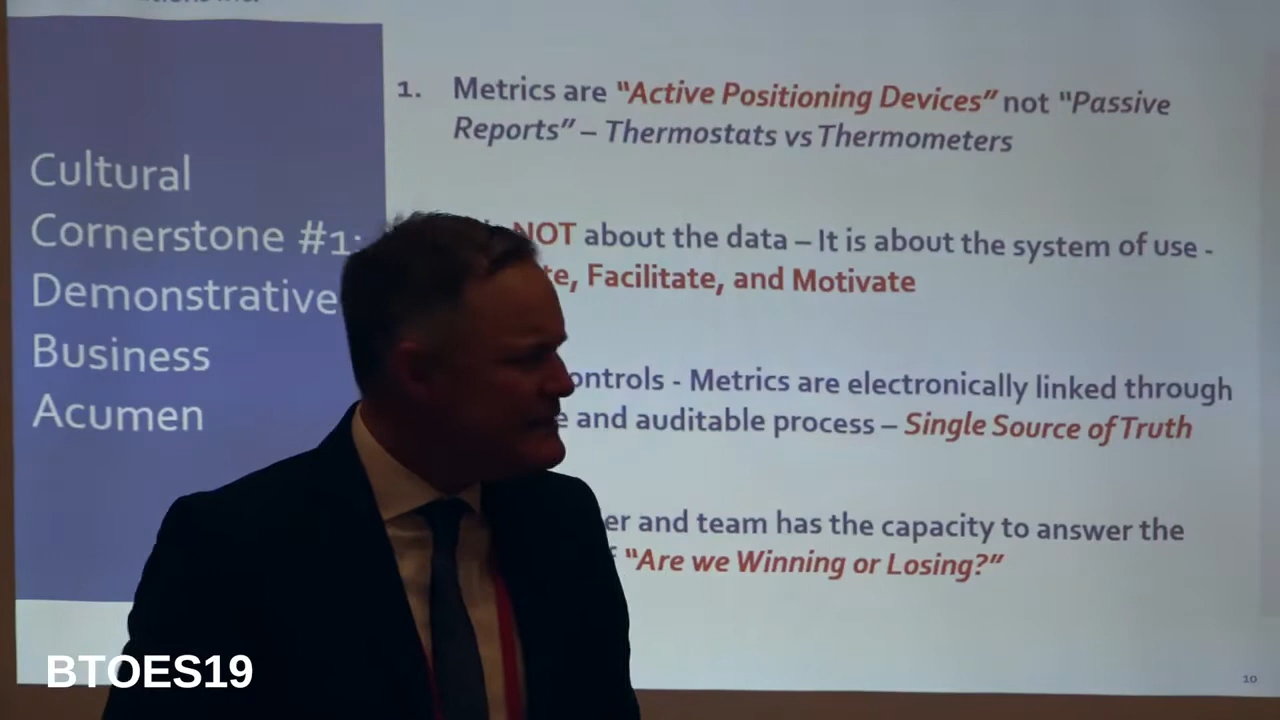 Cultural
Cornerstone #1:
Demonstrative
Business
Acumen
1. Metrics are “Active Positioning Devices” not “Passive
Reports” – Thermostats vs Thermometers
NOT about the data – It is about the system of use -
Facilitate, and Motivate
Metrics are electronically linked through
and auditable process – Single Source of Truth
and team has the capacity to answer the
“Are we Winning or Losing?”
10
BTOES19